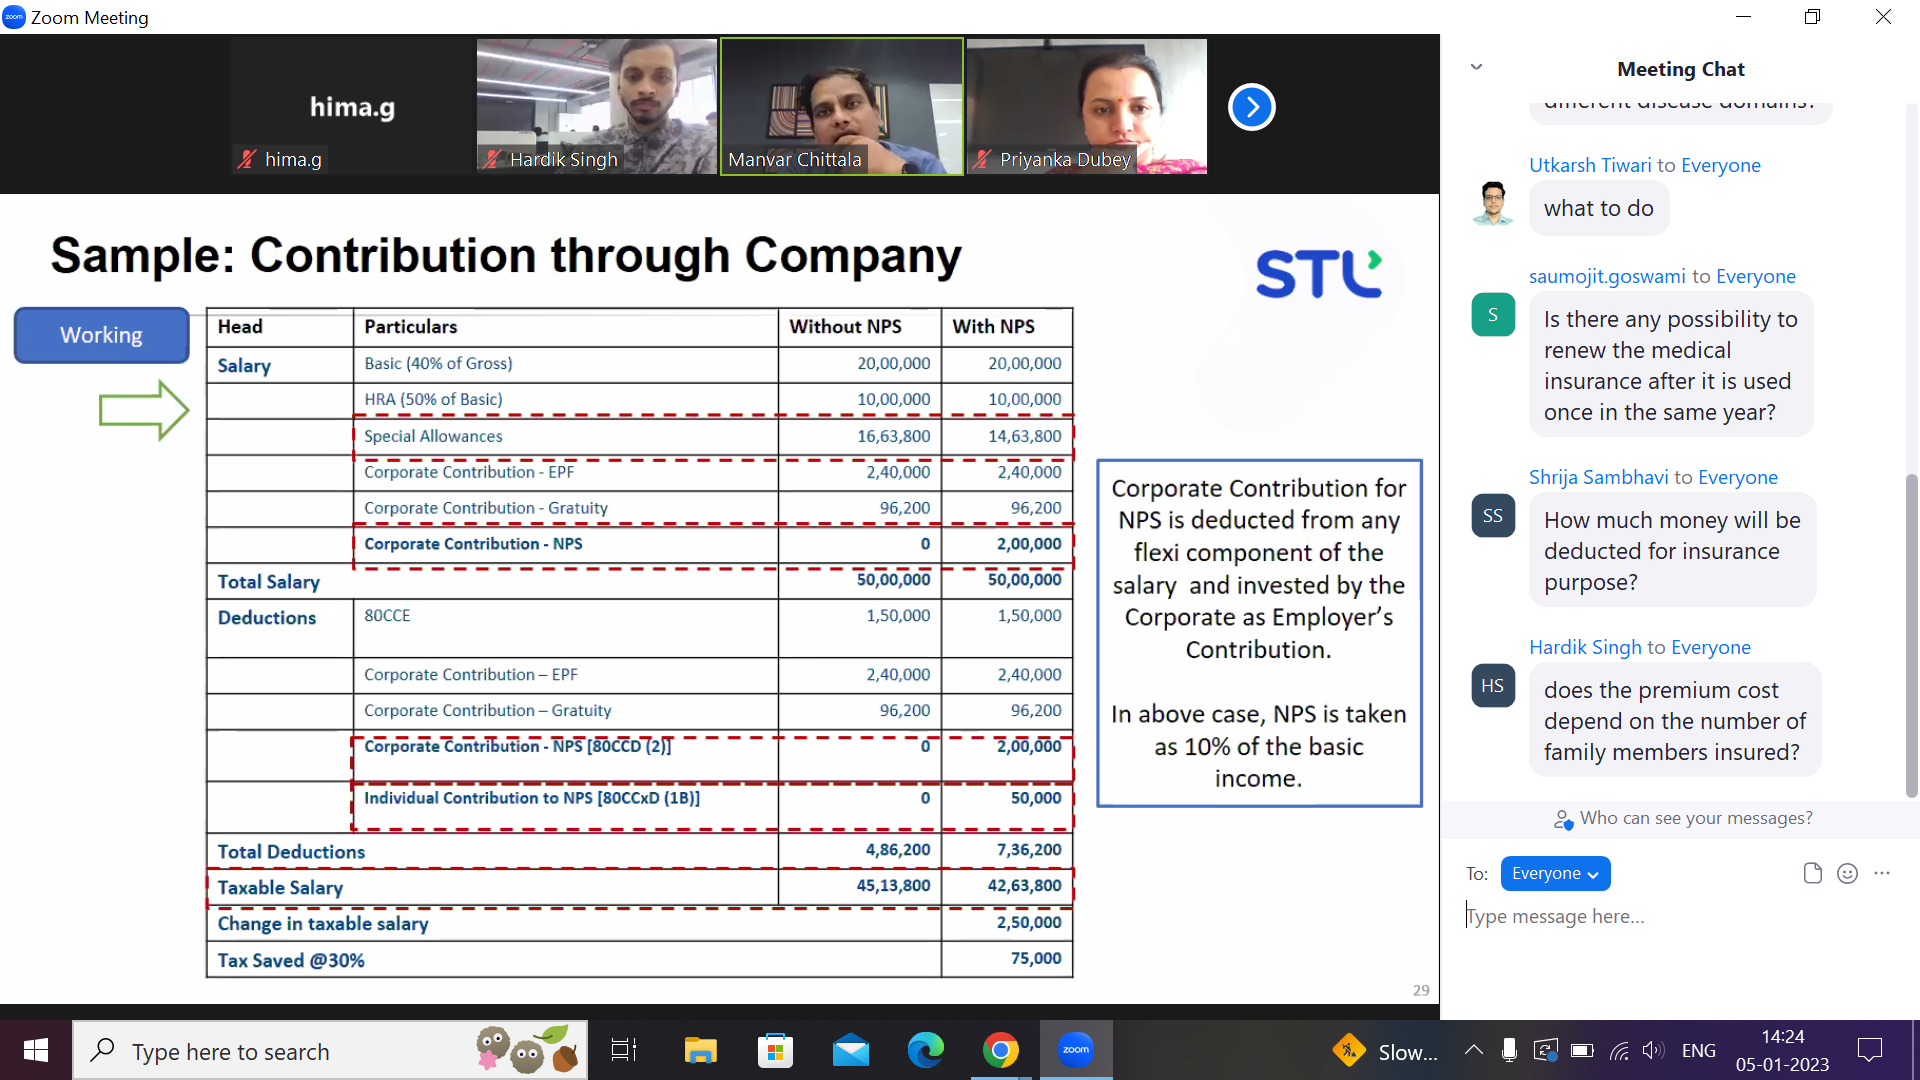 zoom Zoom Meeting
hima.g
hima.g
Hardik Singh
Manvar Chittala
Priyanka Dubey
Sample: Contribution through Company
STL
Working
Head Particulars Without NPS With NPS
Salary Basic (40% of Gross) 20,00,000 20,00,000
HRA (50% of Basic) 10,00,000 10,00,000
Special Allowances 16,63,800 14,63,800
Corporate Contribution - EPF 2,40,000 2,40,000
Corporate Contribution - Gratuity 96,200 96,200
Corporate Contribution - NPS 0 2,00,000
Total Salary 50,00,000 50,00,000
Deductions 80CCE 1,50,000 1,50,000
Corporate Contribution – EPF 2,40,000 2,40,000
Corporate Contribution – Gratuity 96,200 96,200
Corporate Contribution - NPS [80CCD (2)] 0 2,00,000
Individual Contribution to NPS [80CCxD (1B)] 0 50,000
Total Deductions 4,86,200 7,36,200
Taxable Salary 45,13,800 42,63,800
Change in taxable salary 2,50,000
Tax Saved @30% 75,000
Corporate Contribution for
NPS is deducted from any
flexi component of the
salary and invested by the
Corporate as Employer’s
Contribution.
In above case, NPS is taken
as 10% of the basic
income.
29
Meeting Chat
different disease domains?
Utkarsh Tiwari to Everyone
what to do
saumojit.goswami to Everyone
S
Is there any possibility to
renew the medical
insurance after it is used
once in the same year?
Shrija Sambhavi to Everyone
SS
How much money will be
deducted for insurance
purpose?
Hardik Singh to Everyone
HS
does the premium cost
depend on the number of
family members insured?
Who can see your messages?
To: Everyone
Type message here...
Type here to search
zoom
Slow...
ENG
14:24
05-01-2023